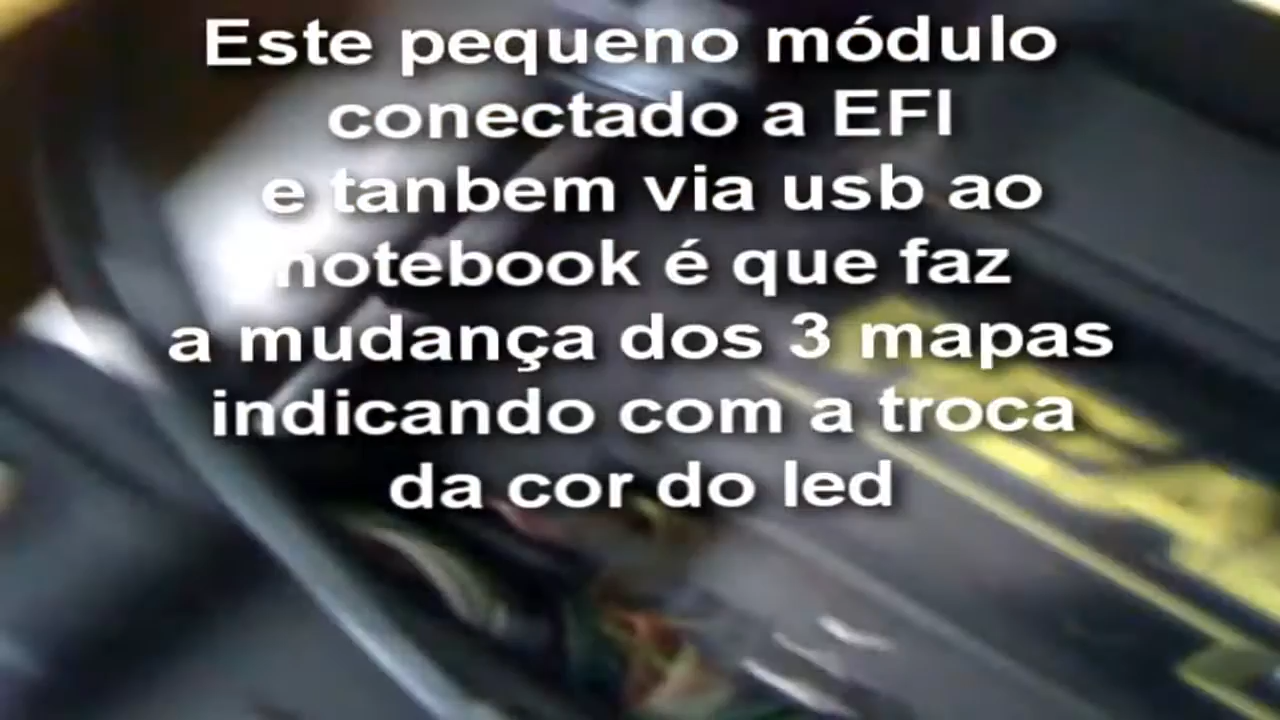 Este pequeno módulo
conectado a EFI
e tanbem via usb ao
notebook é que faz
a mudança dos 3 mapas
indicando com a troca
da cor do led